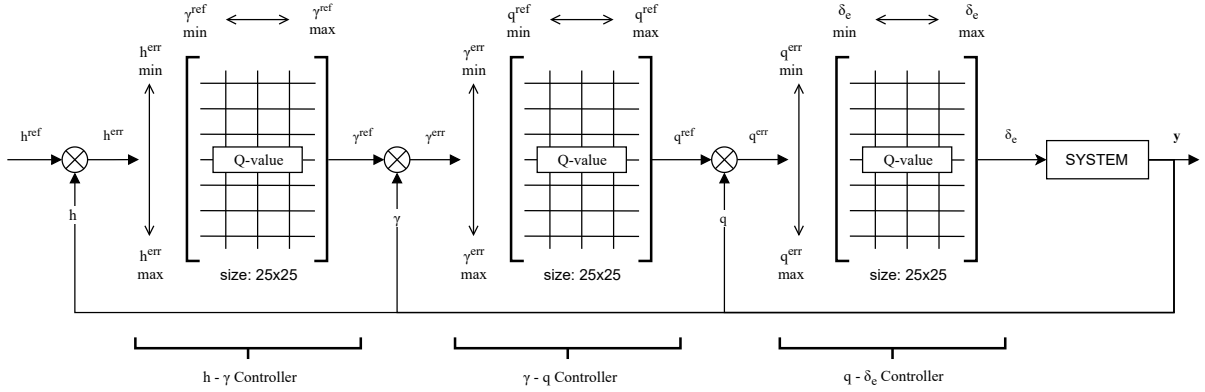 γ^ref min ⟷ γ^ref max
q^ref min ⟷ q^ref max
δ_e min ⟷ δ_e max
h^err min
γ^err min
q^err min
h^ref
h^err
Q-value
γ^ref
γ^err
Q-value
q^ref
q^err
Q-value
δ_e
SYSTEM
y
h
γ
q
h^err max
γ^err max
q^err max
size: 25x25
size: 25x25
size: 25x25
h - γ Controller
γ - q Controller
q - δ_e Controller